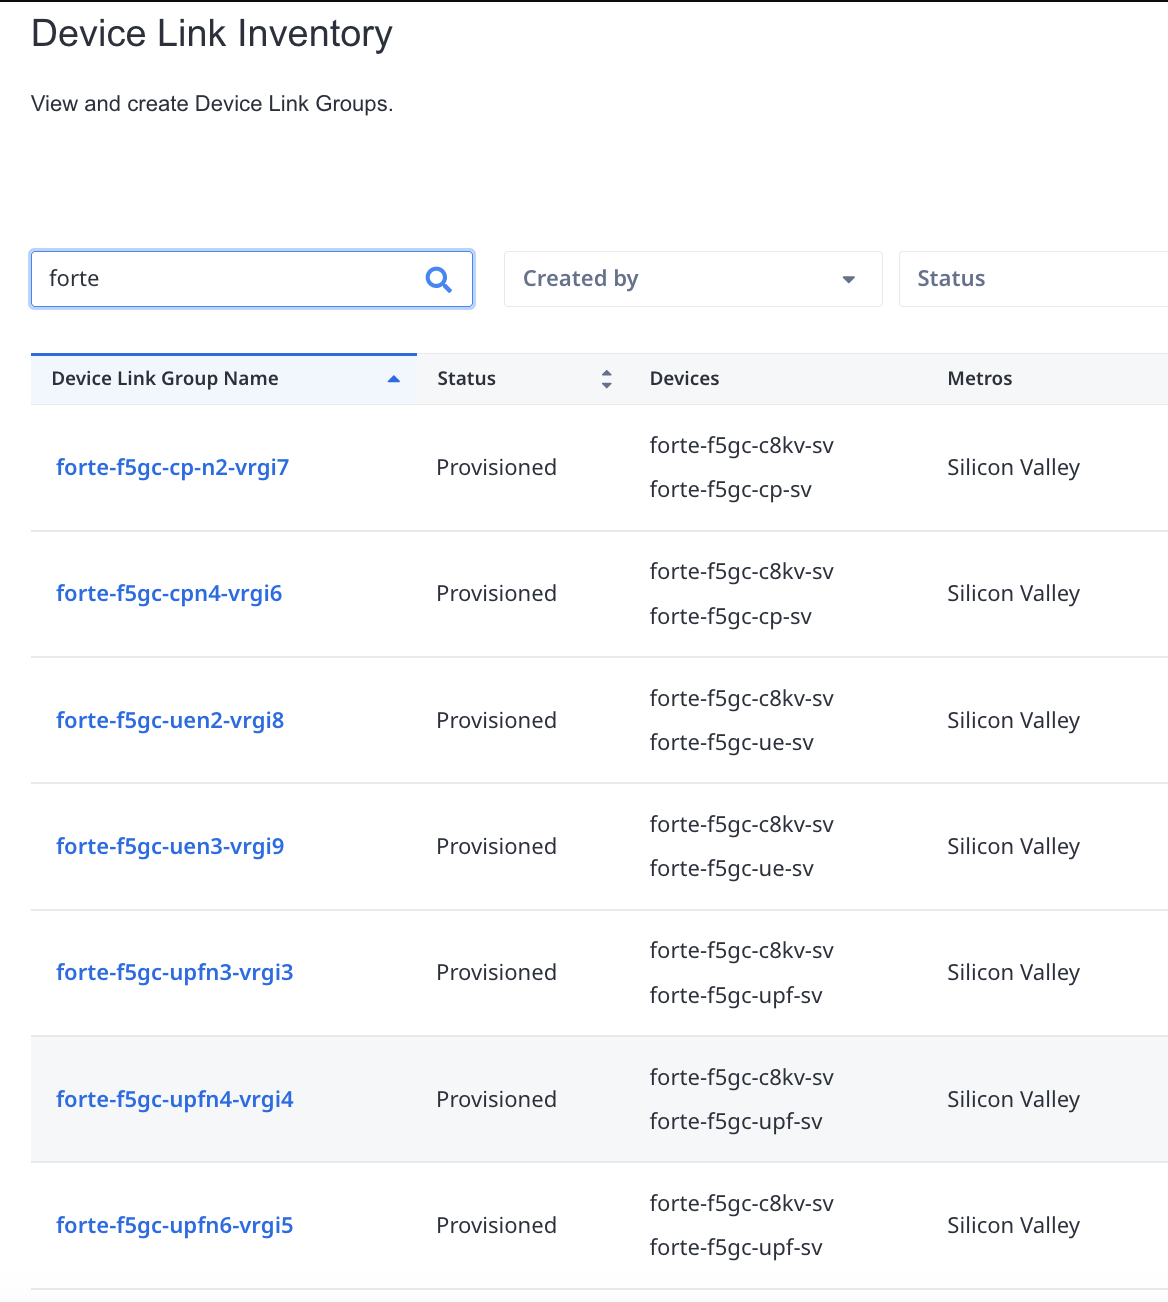 Device Link Inventory
View and create Device Link Groups.
forte
Created by
Status
Device Link Group Name Status Devices Metros
forte-f5gc-cp-n2-vrgi7 Provisioned forte-f5gc-c8kv-sv Silicon Valley
forte-f5gc-cp-sv
forte-f5gc-cpn4-vrgi6 Provisioned forte-f5gc-c8kv-sv Silicon Valley
forte-f5gc-cp-sv
forte-f5gc-uen2-vrgi8 Provisioned forte-f5gc-c8kv-sv Silicon Valley
forte-f5gc-ue-sv
forte-f5gc-uen3-vrgi9 Provisioned forte-f5gc-c8kv-sv Silicon Valley
forte-f5gc-ue-sv
forte-f5gc-upfn3-vrgi3 Provisioned forte-f5gc-c8kv-sv Silicon Valley
forte-f5gc-upf-sv
forte-f5gc-upfn4-vrgi4 Provisioned forte-f5gc-c8kv-sv Silicon Valley
forte-f5gc-upf-sv
forte-f5gc-upfn6-vrgi5 Provisioned forte-f5gc-c8kv-sv Silicon Valley
forte-f5gc-upf-sv